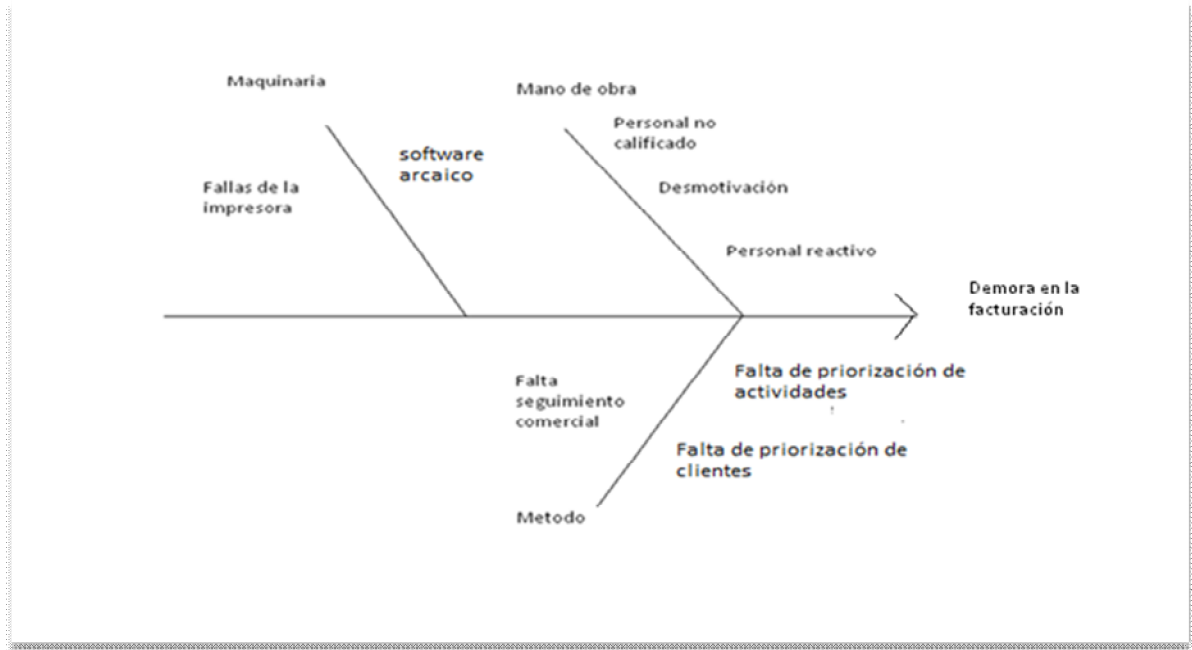 Maquinaria
Mano de obra
Personal no
calificado
software
arcaico
Fallas de la
impresora
Desmotivación
Personal reactivo
Demora en la
facturación
Falta
seguimiento
comercial
Falta de priorización de
actividades
Falta de priorización de
clientes
Metodo